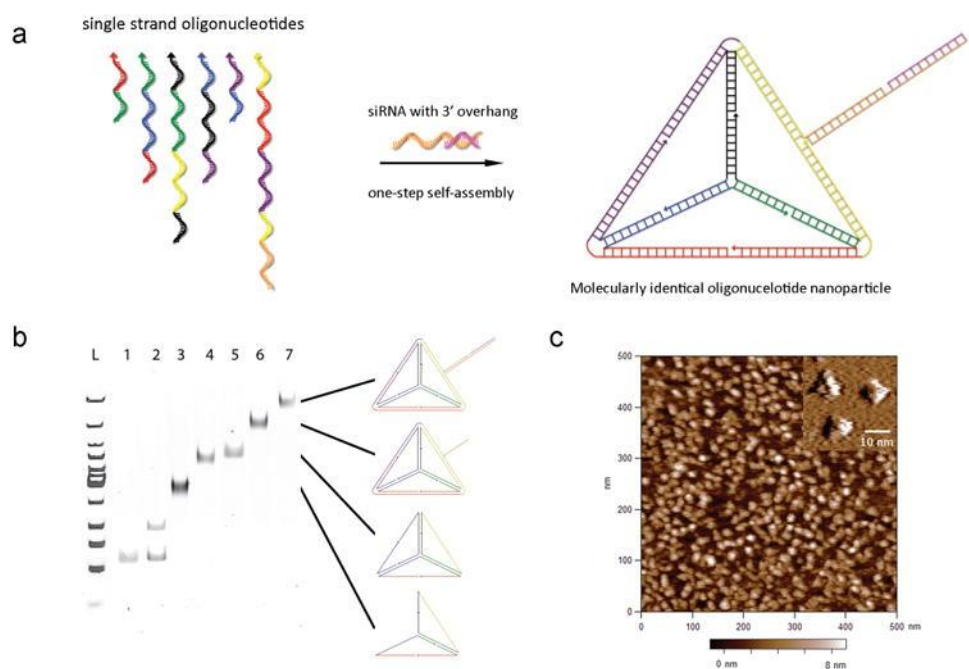 a
single strand oligonucleotides
siRNA with 3' overhang
one-step self-assembly
Molecularly identical oligonucelotide nanoparticle
b
L 1 2 3 4 5 6 7
c
500
400
300
nm
200
100
0
0 100 200 300 400 nm 500
10 nm
0 nm 8 nm